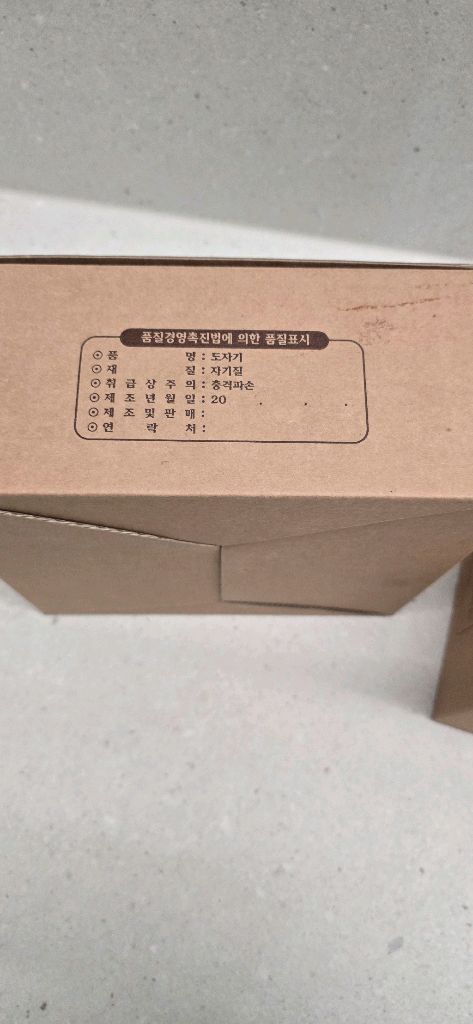 품질경영촉진법에 의한 품질표시
⊙ 품 명 : 도자기
⊙ 재 질 : 자기질
⊙ 취 급 상 주 의 : 충격파손
⊙ 제 조 년 월 일 : 20 . . .
⊙ 제 조 및 판 매 :
⊙ 연 락 처 :